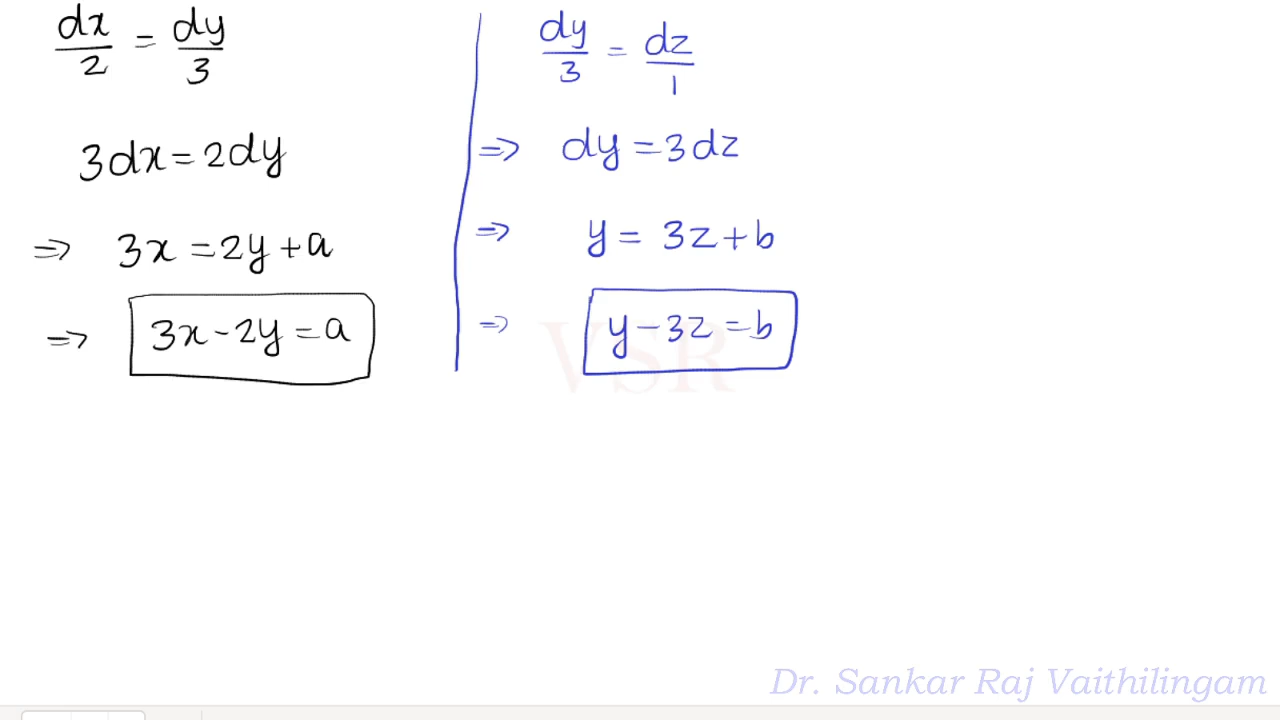 dx/2 = dy/3
3dx = 2dy
⇒ 3x = 2y + a
⇒ 3x - 2y = a
dy/3 = dz/1
⇒ dy = 3dz
⇒ y = 3z + b
⇒ y - 3z = b
VSR
Dr. Sankar Raj Vaithilingam